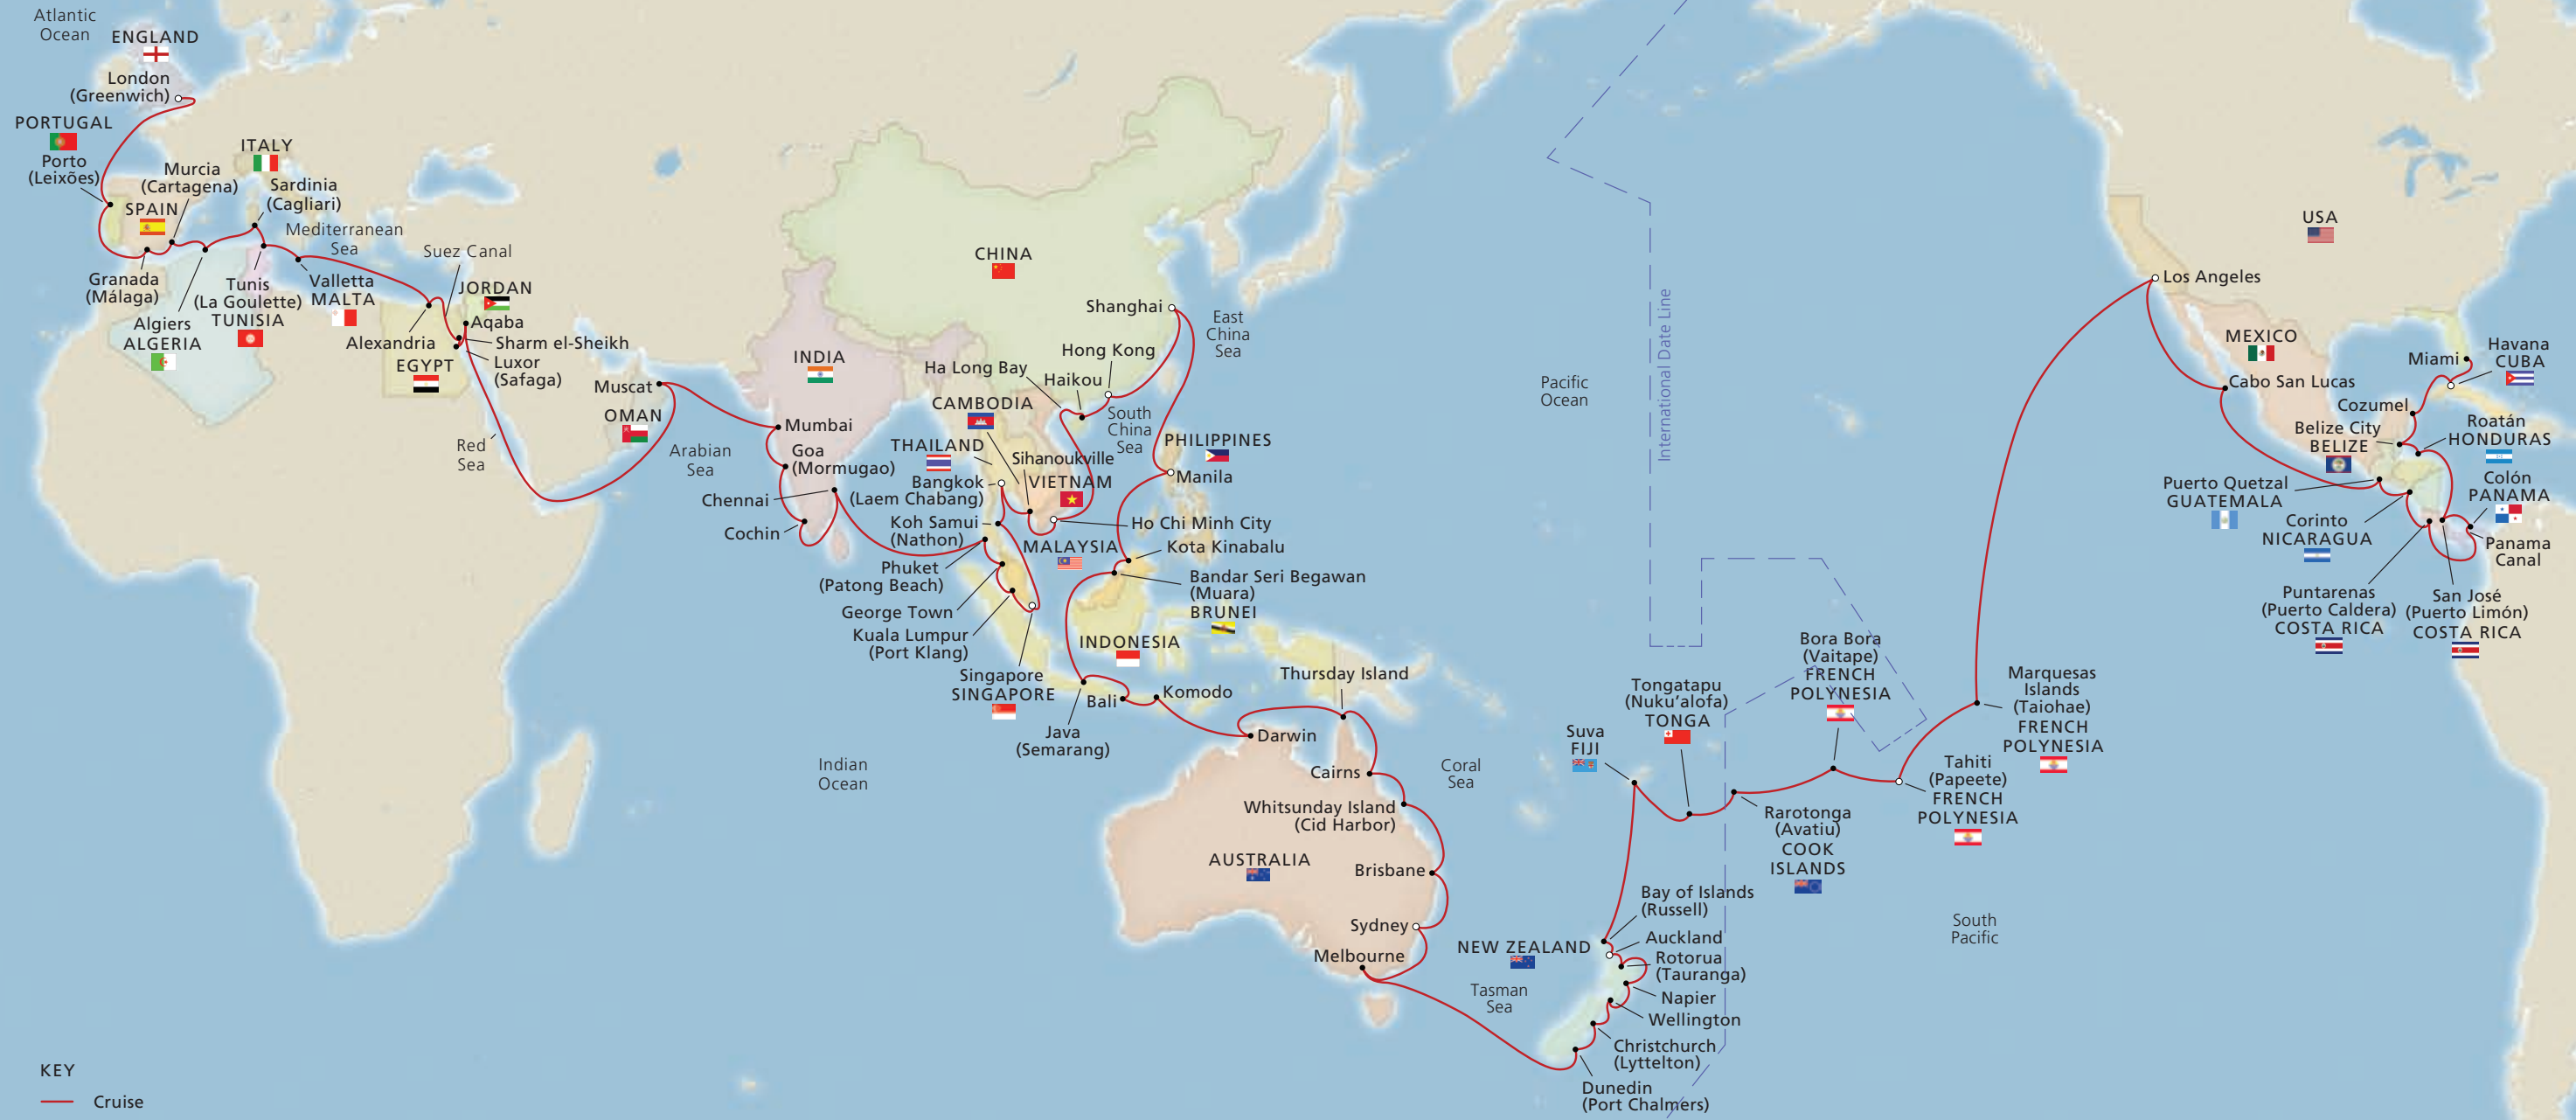 Atlantic
Ocean
ENGLAND
London
(Greenwich)
PORTUGAL
Porto
(Leixões)
Murcia
(Cartagena)
SPAIN
ITALY
Sardinia
(Cagliari)
Mediterranean
Sea
Granada
(Málaga)
Algiers
ALGERIA
Tunis
(La Goulette)
TUNISIA
Valletta
MALTA
Suez Canal
JORDAN
Aqaba
Alexandria
EGYPT
Sharm el-Sheikh
Luxor
(Safaga)
Red
Sea
Muscat
OMAN
Arabian
Sea
INDIA
Mumbai
Goa
(Mormugao)
Chennai
Cochin
CHINA
Shanghai
East
China
Sea
Hong Kong
Ha Long Bay
Haikou
South
China
Sea
CAMBODIA
THAILAND
Sihanoukville
Bangkok
(Laem Chabang)
VIETNAM
PHILIPPINES
Manila
Koh Samui
(Nathon)
Ho Chi Minh City
MALAYSIA
Kota Kinabalu
Phuket
(Patong Beach)
Bandar Seri Begawan
(Muara)
BRUNEI
George Town
Kuala Lumpur
(Port Klang)
INDONESIA
Singapore
SINGAPORE
Java
(Semarang)
Bali
Komodo
Indian
Ocean
Thursday Island
Darwin
Cairns
Coral
Sea
Whitsunday Island
(Cid Harbor)
AUSTRALIA
Brisbane
Sydney
Melbourne
Tasman
Sea
NEW ZEALAND
Bay of Islands
(Russell)
Auckland
Rotorua
(Tauranga)
Napier
Wellington
Christchurch
(Lyttelton)
Dunedin
(Port Chalmers)
Pacific
Ocean
International Date Line
Suva
FIJI
Tongatapu
(Nuku’alofa)
TONGA
Bora Bora
(Vaitape)
FRENCH
POLYNESIA
Rarotonga
(Avatiu)
COOK
ISLANDS
Tahiti
(Papeete)
FRENCH
POLYNESIA
Marquesas
Islands
(Taiohae)
FRENCH
POLYNESIA
South
Pacific
USA
Los Angeles
MEXICO
Cabo San Lucas
Miami
Havana
CUBA
Cozumel
Belize City
BELIZE
Roatán
HONDURAS
Puerto Quetzal
GUATEMALA
Colón
PANAMA
Corinto
NICARAGUA
Panama
Canal
Puntarenas
(Puerto Caldera)
COSTA RICA
San José
(Puerto Limón)
COSTA RICA
KEY
Cruise